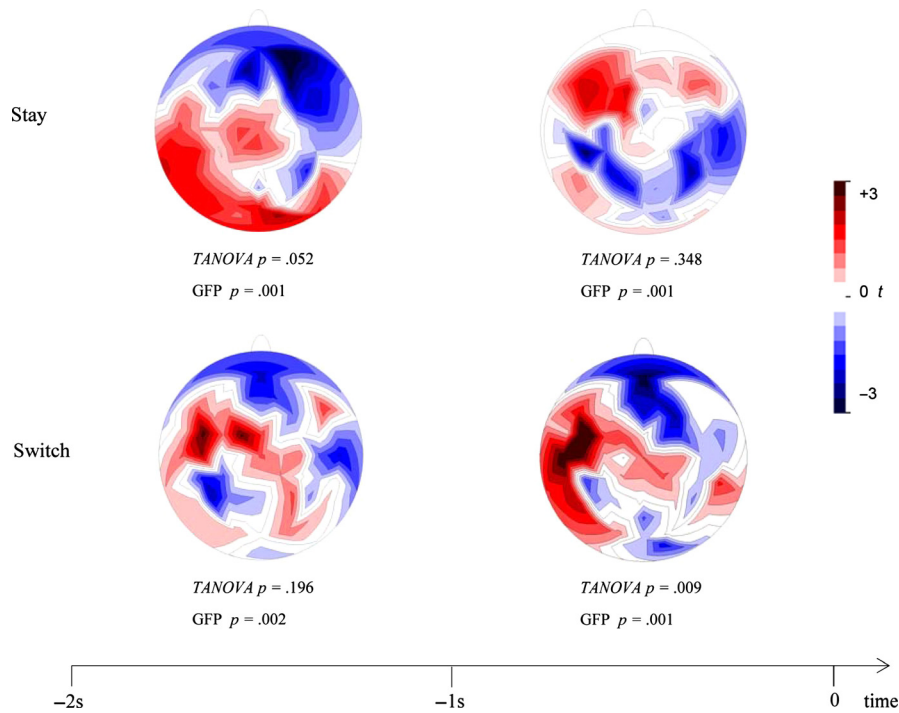 Stay
TANOVA p = .052
GFP p = .001
TANOVA p = .348
GFP p = .001
+3
0 t
−3
Switch
TANOVA p = .196
GFP p = .002
TANOVA p = .009
GFP p = .001
−2s
−1s
0
time